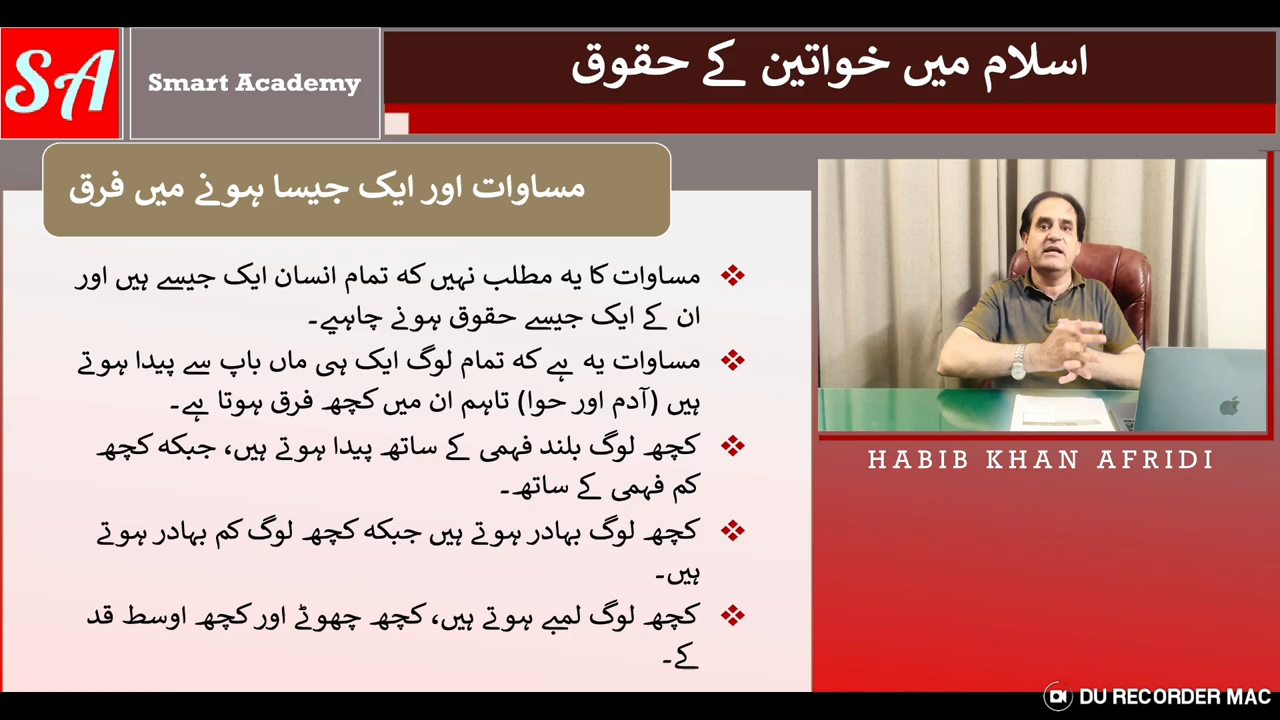 SA
Smart Academy
اسلام میں خواتین کے حقوق
مساوات اور ایک جیسا ہونے میں فرق
❖ مساوات کا یہ مطلب نہیں کہ تمام انسان ایک جیسے ہیں اور
ان کے ایک جیسے حقوق ہونے چاہیے۔
❖ مساوات یہ ہے کہ تمام لوگ ایک ہی ماں باپ سے پیدا ہوتے
ہیں (آدم اور حوا) تاہم ان میں کچھ فرق ہوتا ہے۔
❖ کچھ لوگ بلند فہمی کے ساتھ پیدا ہوتے ہیں، جبکہ کچھ
کم فہمی کے ساتھ۔
❖ کچھ لوگ بہادر ہوتے ہیں جبکہ کچھ لوگ کم بہادر ہوتے
ہیں۔
❖ کچھ لوگ لمبے ہوتے ہیں، کچھ چھوٹے اور کچھ اوسط قد
کے۔
HABIB KHAN AFRIDI
DU RECORDER MAC